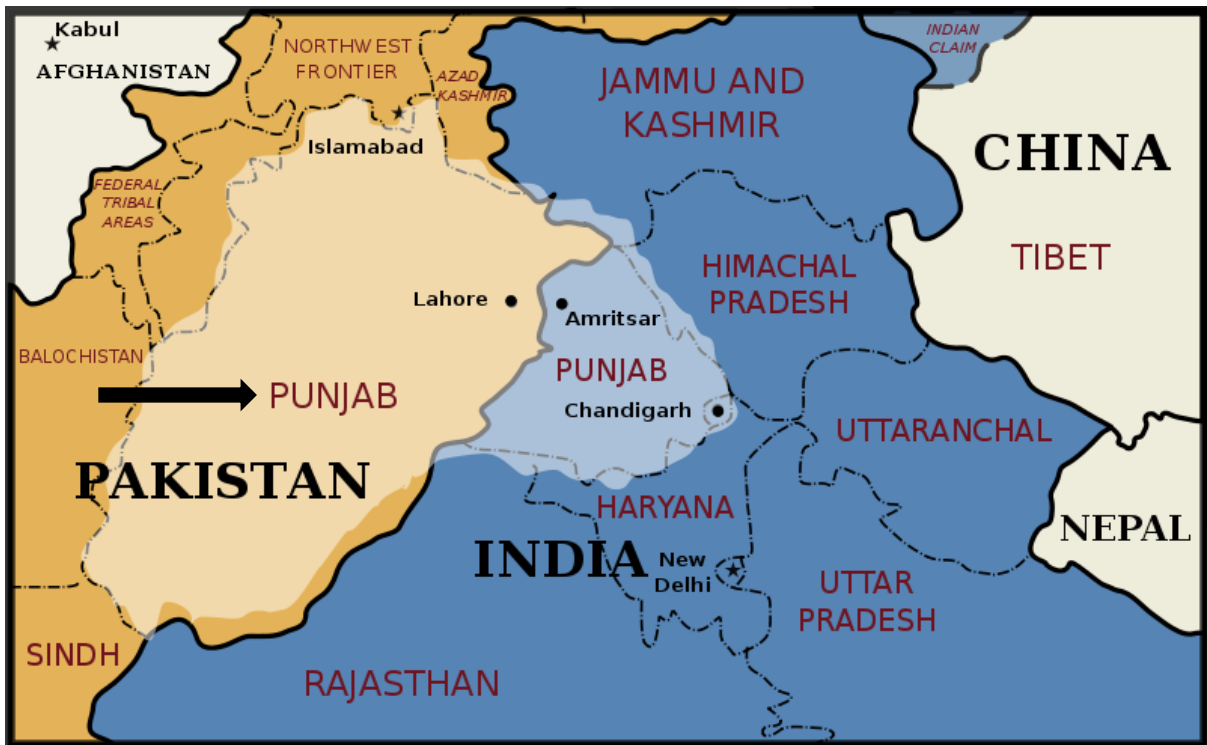 Kabul
AFGHANISTAN
NORTHWEST
FRONTIER
AZAD
KASHMIR
JAMMU AND
KASHMIR
INDIAN
CLAIM
CHINA
TIBET
Islamabad
FEDERAL
TRIBAL
AREAS
HIMACHAL
PRADESH
Lahore
Amritsar
BALOCHISTAN
PUNJAB
PUNJAB
Chandigarh
UTTARANCHAL
PAKISTAN
HARYANA
NEPAL
INDIA
New
Delhi
UTTAR
PRADESH
SINDH
RAJASTHAN